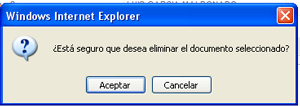 Windows Internet Explorer
¿Está seguro que desea eliminar el documento seleccionado?
Aceptar
Cancelar